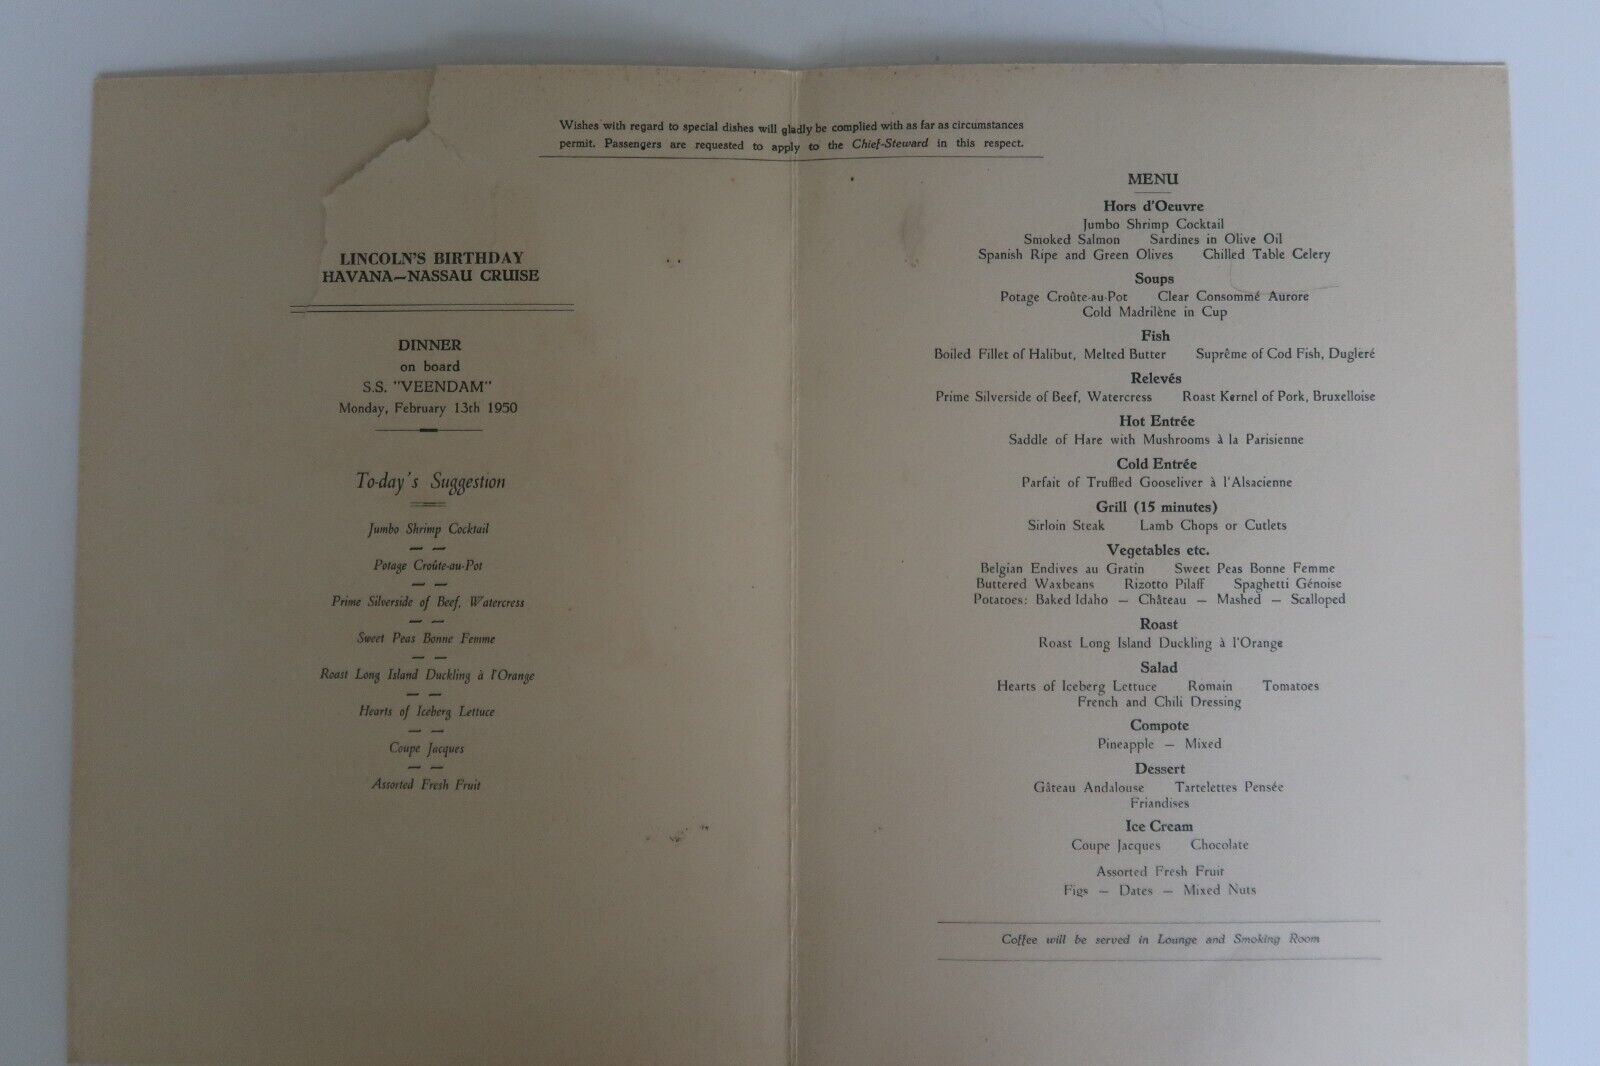 Wishes with regard to special dishes will gladly be complied with as far as circumstances
permit. Passengers are requested to apply to the Chief-Steward in this respect.
LINCOLN'S BIRTHDAY
HAVANA—NASSAU CRUISE
DINNER
on board
S.S. "VEENDAM"
Monday, February 13th 1950
To-day's Suggestion
Jumbo Shrimp Cocktail
Potage Croûte-au-Pot
Prime Silverside of Beef, Watercress
Sweet Peas Bonne Femme
Roast Long Island Duckling à l'Orange
Hearts of Iceberg Lettuce
Coupe Jacques
Assorted Fresh Fruit
MENU
Hors d'Oeuvre
Jumbo Shrimp Cocktail
Smoked Salmon Sardines in Olive Oil
Spanish Ripe and Green Olives Chilled Table Celery
Soups
Potage Croûte-au-Pot Clear Consommé Aurore
Cold Madrilène in Cup
Fish
Boiled Fillet of Halibut, Melted Butter Suprême of Cod Fish, Dugleré
Relevés
Prime Silverside of Beef, Watercress Roast Kernel of Pork, Bruxelloise
Hot Entrée
Saddle of Hare with Mushrooms à la Parisienne
Cold Entrée
Parfait of Truffled Gooseliver à l'Alsacienne
Grill (15 minutes)
Sirloin Steak Lamb Chops or Cutlets
Vegetables etc.
Belgian Endives au Gratin Sweet Peas Bonne Femme
Buttered Waxbeans Rizotto Pilaff Spaghetti Génoise
Potatoes: Baked Idaho — Château — Mashed — Scalloped
Roast
Roast Long Island Duckling à l'Orange
Salad
Hearts of Iceberg Lettuce Romain Tomatoes
French and Chili Dressing
Compote
Pineapple — Mixed
Dessert
Gâteau Andalouse Tartelettes Pensée
Friandises
Ice Cream
Coupe Jacques Chocolate
Assorted Fresh Fruit
Figs — Dates — Mixed Nuts
Coffee will be served in Lounge and Smoking Room